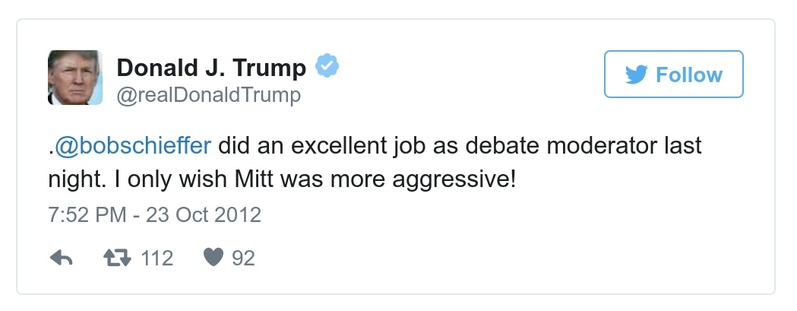 Donald J. Trump
@realDonaldTrump
Follow
.@bobschieffer did an excellent job as debate moderator last
night. I only wish Mitt was more aggressive!
7:52 PM - 23 Oct 2012
112 92